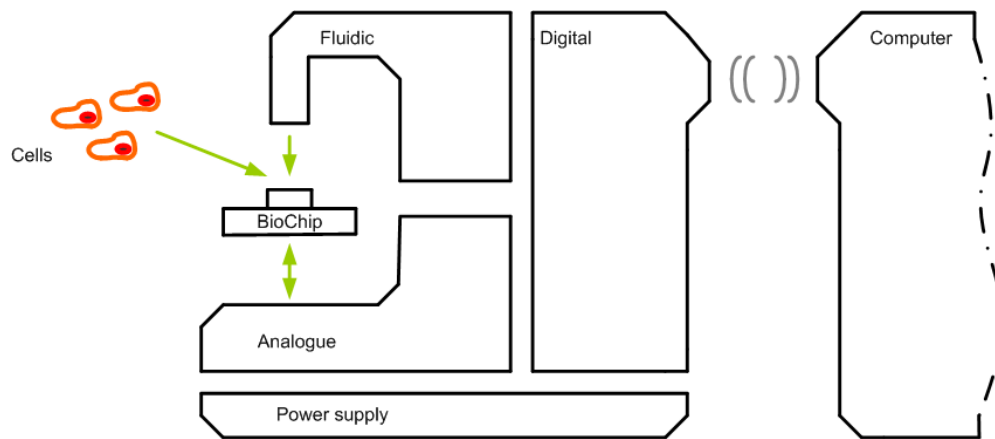 Fluidic
Digital
Computer
Cells
BioChip
Analogue
Power supply